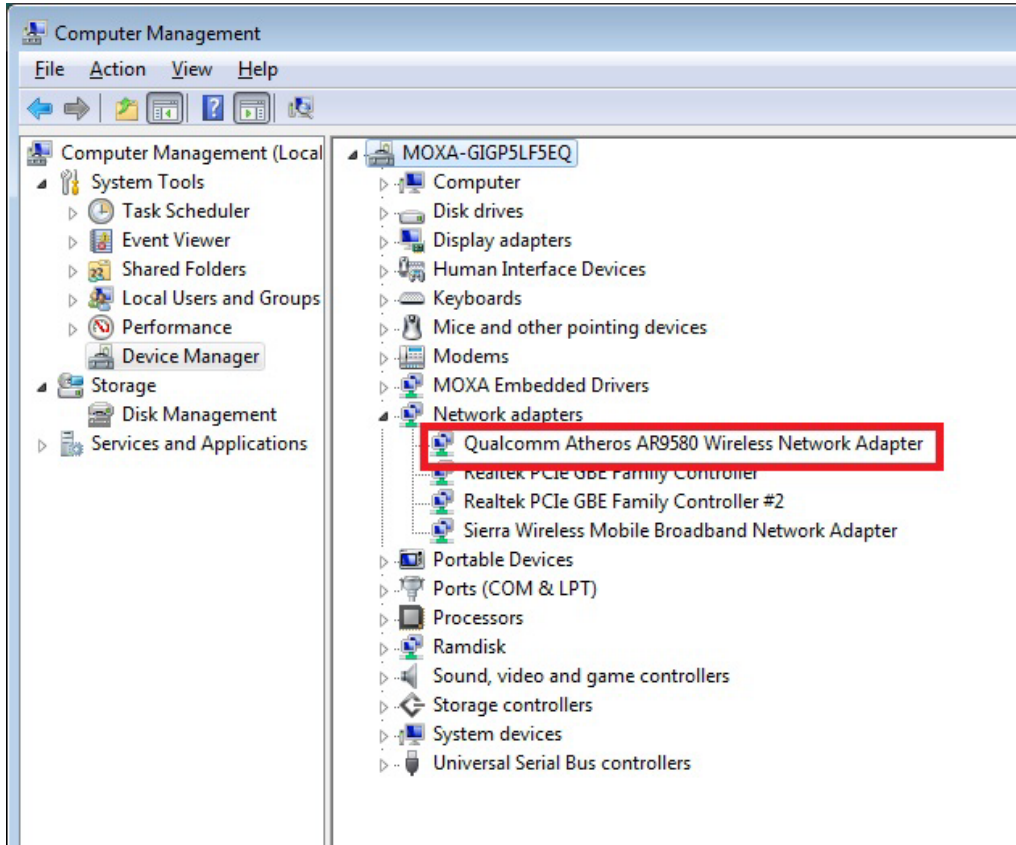 Computer Management
File Action View Help
Computer Management (Local
System Tools
Task Scheduler
Event Viewer
Shared Folders
Local Users and Groups
Performance
Device Manager
Storage
Disk Management
Services and Applications
MOXA-GIGP5LF5EQ
Computer
Disk drives
Display adapters
Human Interface Devices
Keyboards
Mice and other pointing devices
Modems
MOXA Embedded Drivers
Network adapters
Qualcomm Atheros AR9580 Wireless Network Adapter
Realtek PCIe GBE Family Controller
Realtek PCIe GBE Family Controller #2
Sierra Wireless Mobile Broadband Network Adapter
Portable Devices
Ports (COM & LPT)
Processors
Ramdisk
Sound, video and game controllers
Storage controllers
System devices
Universal Serial Bus controllers